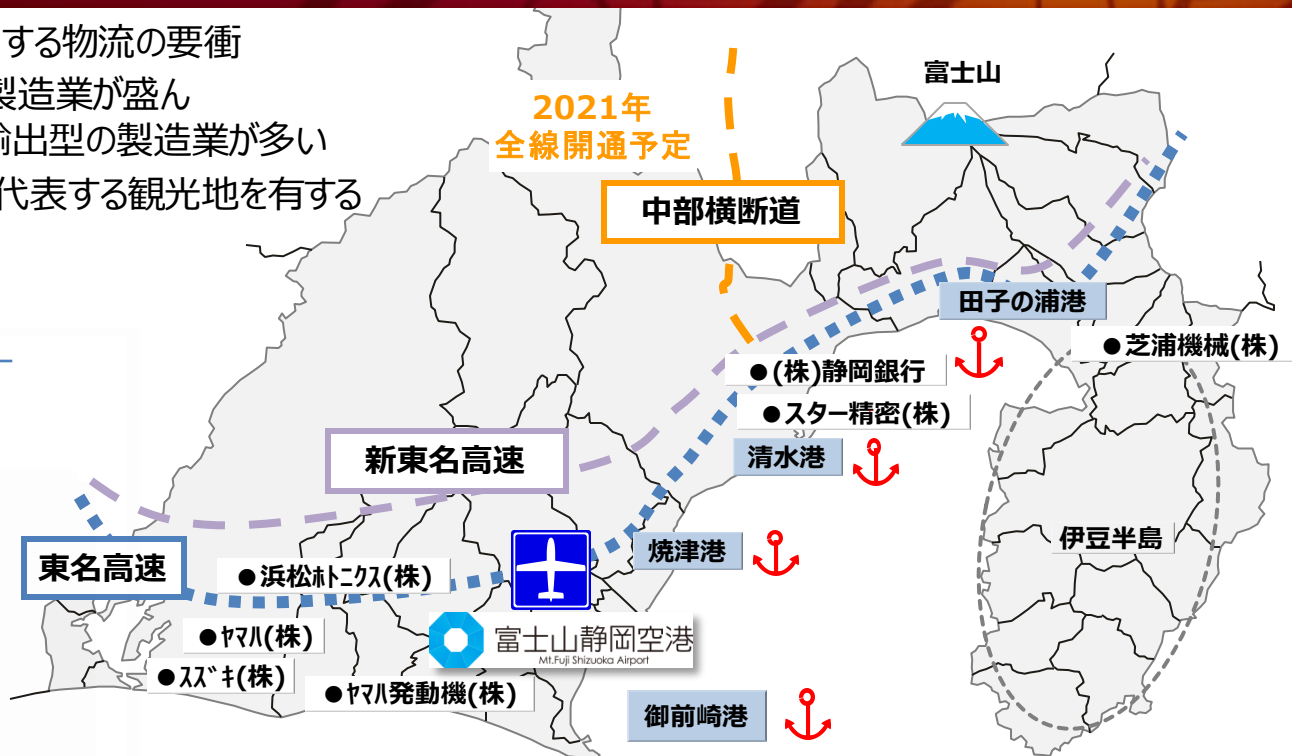 する物流の要衝
製造業が盛ん
輸出型の製造業が多い
代表する観光地を有する
富士山
2021年
全線開通予定
中部横断道
田子の浦港
●芝浦機械(株)
●(株)静岡銀行
●スター精密(株)
新東名高速
清水港
伊豆半島
焼津港
東名高速
●浜松ﾎﾄﾆｸｽ(株)
富士山静岡空港
Mt.Fuji Shizuoka Airport
●ﾔﾏﾊ(株)
●ｽｽﾞｷ(株)
●ﾔﾏﾊ発動機(株)
御前崎港